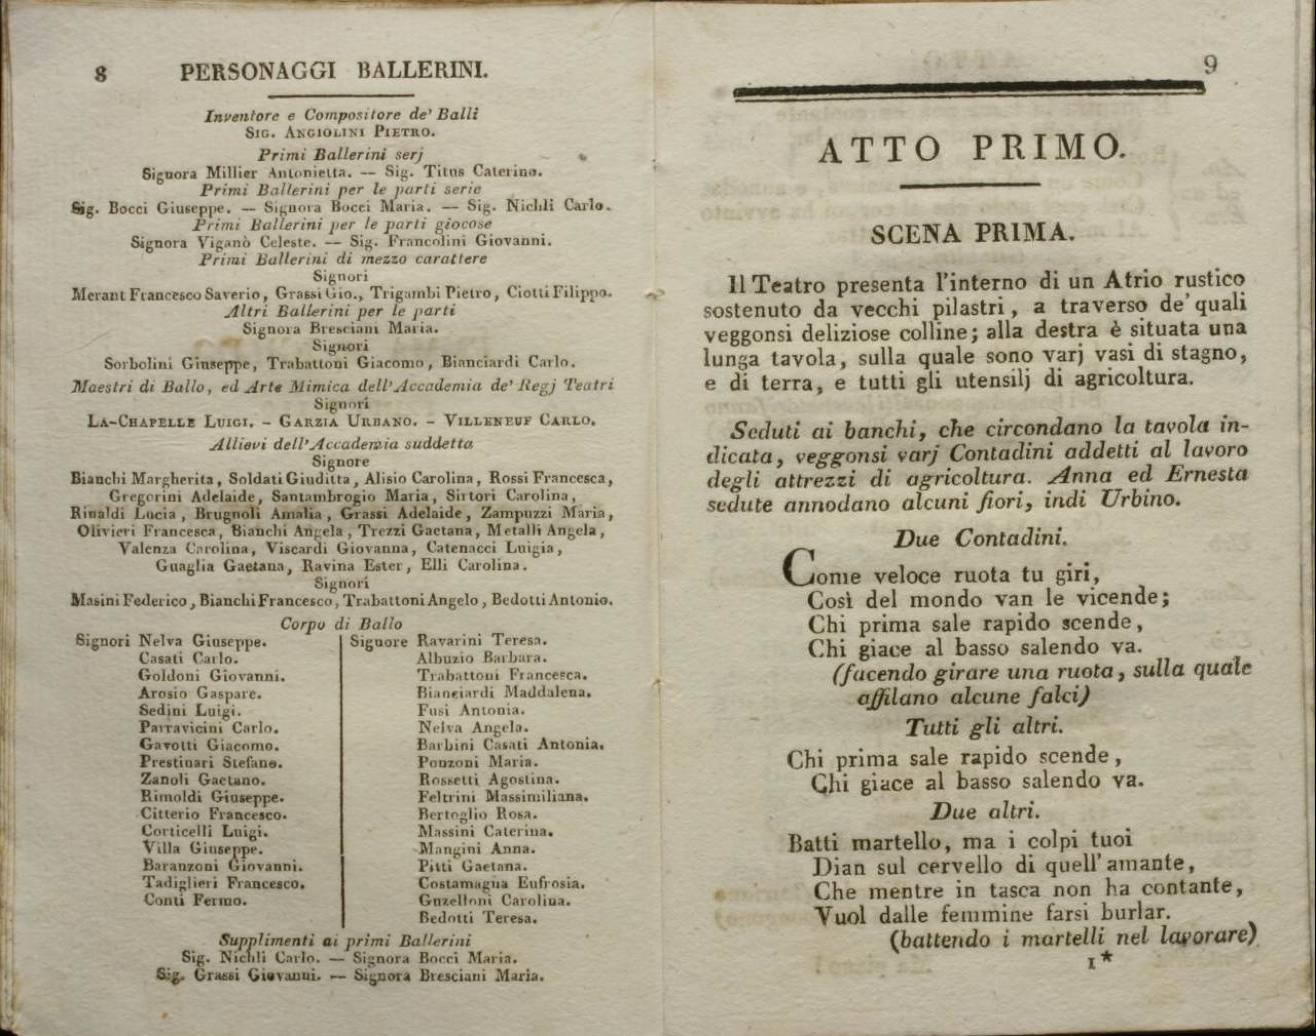 8 PERSONAGGI BALLERINI.
Inventore e Compositore de' Balli
SIG. ANGIOLINI PIETRO.
Primi Ballerini serj
Signora Millier Antonietta. — Sig. Titus Caterino.
Primi Ballerini per le parti serie
Sig. Bocci Giuseppe. — Signora Bocci Maria. — Sig. Nichli Carlo.
Primi Ballerini per le parti giocose
Signora Viganò Celeste. — Sig. Francolini Giovanni.
Primi Ballerini di mezzo carattere
Signori
Merant Francesco Saverio, Grassi Gio., Trigambi Pietro, Ciotti Filippo.
Altri Ballerini per le parti
Signora Bresciani Maria.
Signori
Sorbolini Giuseppe, Trabattoni Giacomo, Bianciardi Carlo.
Maestri di Ballo, ed Arte Mimica dell'Accademia de' Regj Teatri
Signori
LA-CHAPELLE LUIGI. - GARZIA URBANO. - VILLENEUF CARLO.
Allievi dell'Accademia suddetta
Signore
Bianchi Margherita, Soldati Giuditta, Alisio Carolina, Rossi Francesca,
Gregorini Adelaide, Santambrogio Maria, Sirtori Carolina,
Rinaldi Lucia, Brugnoli Amalia, Grassi Adelaide, Zampuzzi Maria,
Olivieri Francesca, Bianchi Angela, Trezzi Gaetana, Metalli Angela,
Valenza Carolina, Viscardi Giovanna, Catenacci Luigia,
Guaglia Gaetana, Ravina Ester, Elli Carolina.
Signori
Masini Federico, Bianchi Francesco, Trabattoni Angelo, Bedotti Antonio.
Corpo di Ballo
Signori Nelva Giuseppe.
Casati Carlo.
Goldoni Giovanni.
Arosio Gaspare.
Sedini Luigi.
Parravicini Carlo.
Gavotti Giacomo.
Prestinari Stefano.
Zanoli Gaetano.
Rimoldi Giuseppe.
Citterio Francesco.
Corticelli Luigi.
Villa Giuseppe.
Baranzoni Giovanni.
Tadiglieri Francesco.
Conti Fermo.
Signore Ravarini Teresa.
Albuzio Barbara.
Trabattoni Francesca.
Bianciardi Maddalena.
Fusi Antonia.
Nelva Angela.
Barbini Casati Antonia.
Ponzoni Maria.
Rossetti Agostina.
Feltrini Massimiliana.
Bertoglio Rosa.
Massini Caterina.
Mangini Anna.
Pitti Gaetana.
Costamagna Eufrosia.
Guzelloni Carolina.
Bedotti Teresa.
Supplimenti ai primi Ballerini
Sig. Nichli Carlo. — Signora Bocci Maria.
Sig. Grassi Giovanni. — Signora Bresciani Maria.
9
ATTO PRIMO.
SCENA PRIMA.
Il Teatro presenta l'interno di un Atrio rustico
sostenuto da vecchi pilastri, a traverso de' quali
veggonsi deliziose colline; alla destra è situata una
lunga tavola, sulla quale sono varj vasi di stagno,
e di terra, e tutti gli utensilj di agricoltura.
Seduti ai banchi, che circondano la tavola in-
dicata, veggonsi varj Contadini addetti al lavoro
degli attrezzi di agricoltura. Anna ed Ernesta
sedute annodano alcuni fiori, indi Urbino.
Due Contadini.
Come veloce ruota tu giri,
Così del mondo van le vicende;
Chi prima sale rapido scende,
Chi giace al basso salendo va.
(facendo girare una ruota, sulla quale
affilano alcune falci)
Tutti gli altri.
Chi prima sale rapido scende,
Chi giace al basso salendo va.
Due altri.
Batti martello, ma i colpi tuoi
Dian sul cervello di quell'amante,
Che mentre in tasca non ha contante,
Vuol dalle femmine farsi burlar.
(battendo i martelli nel lavorare)
1*